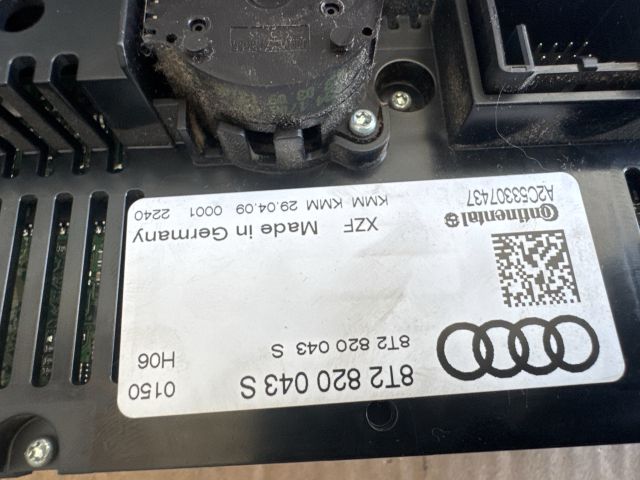 8T2 820 043 S
0150
8T2 820 043 S
H06
XZF Made in Germany
Continental
A2C53307437
KMM KMM 29.04.09 0001 2240